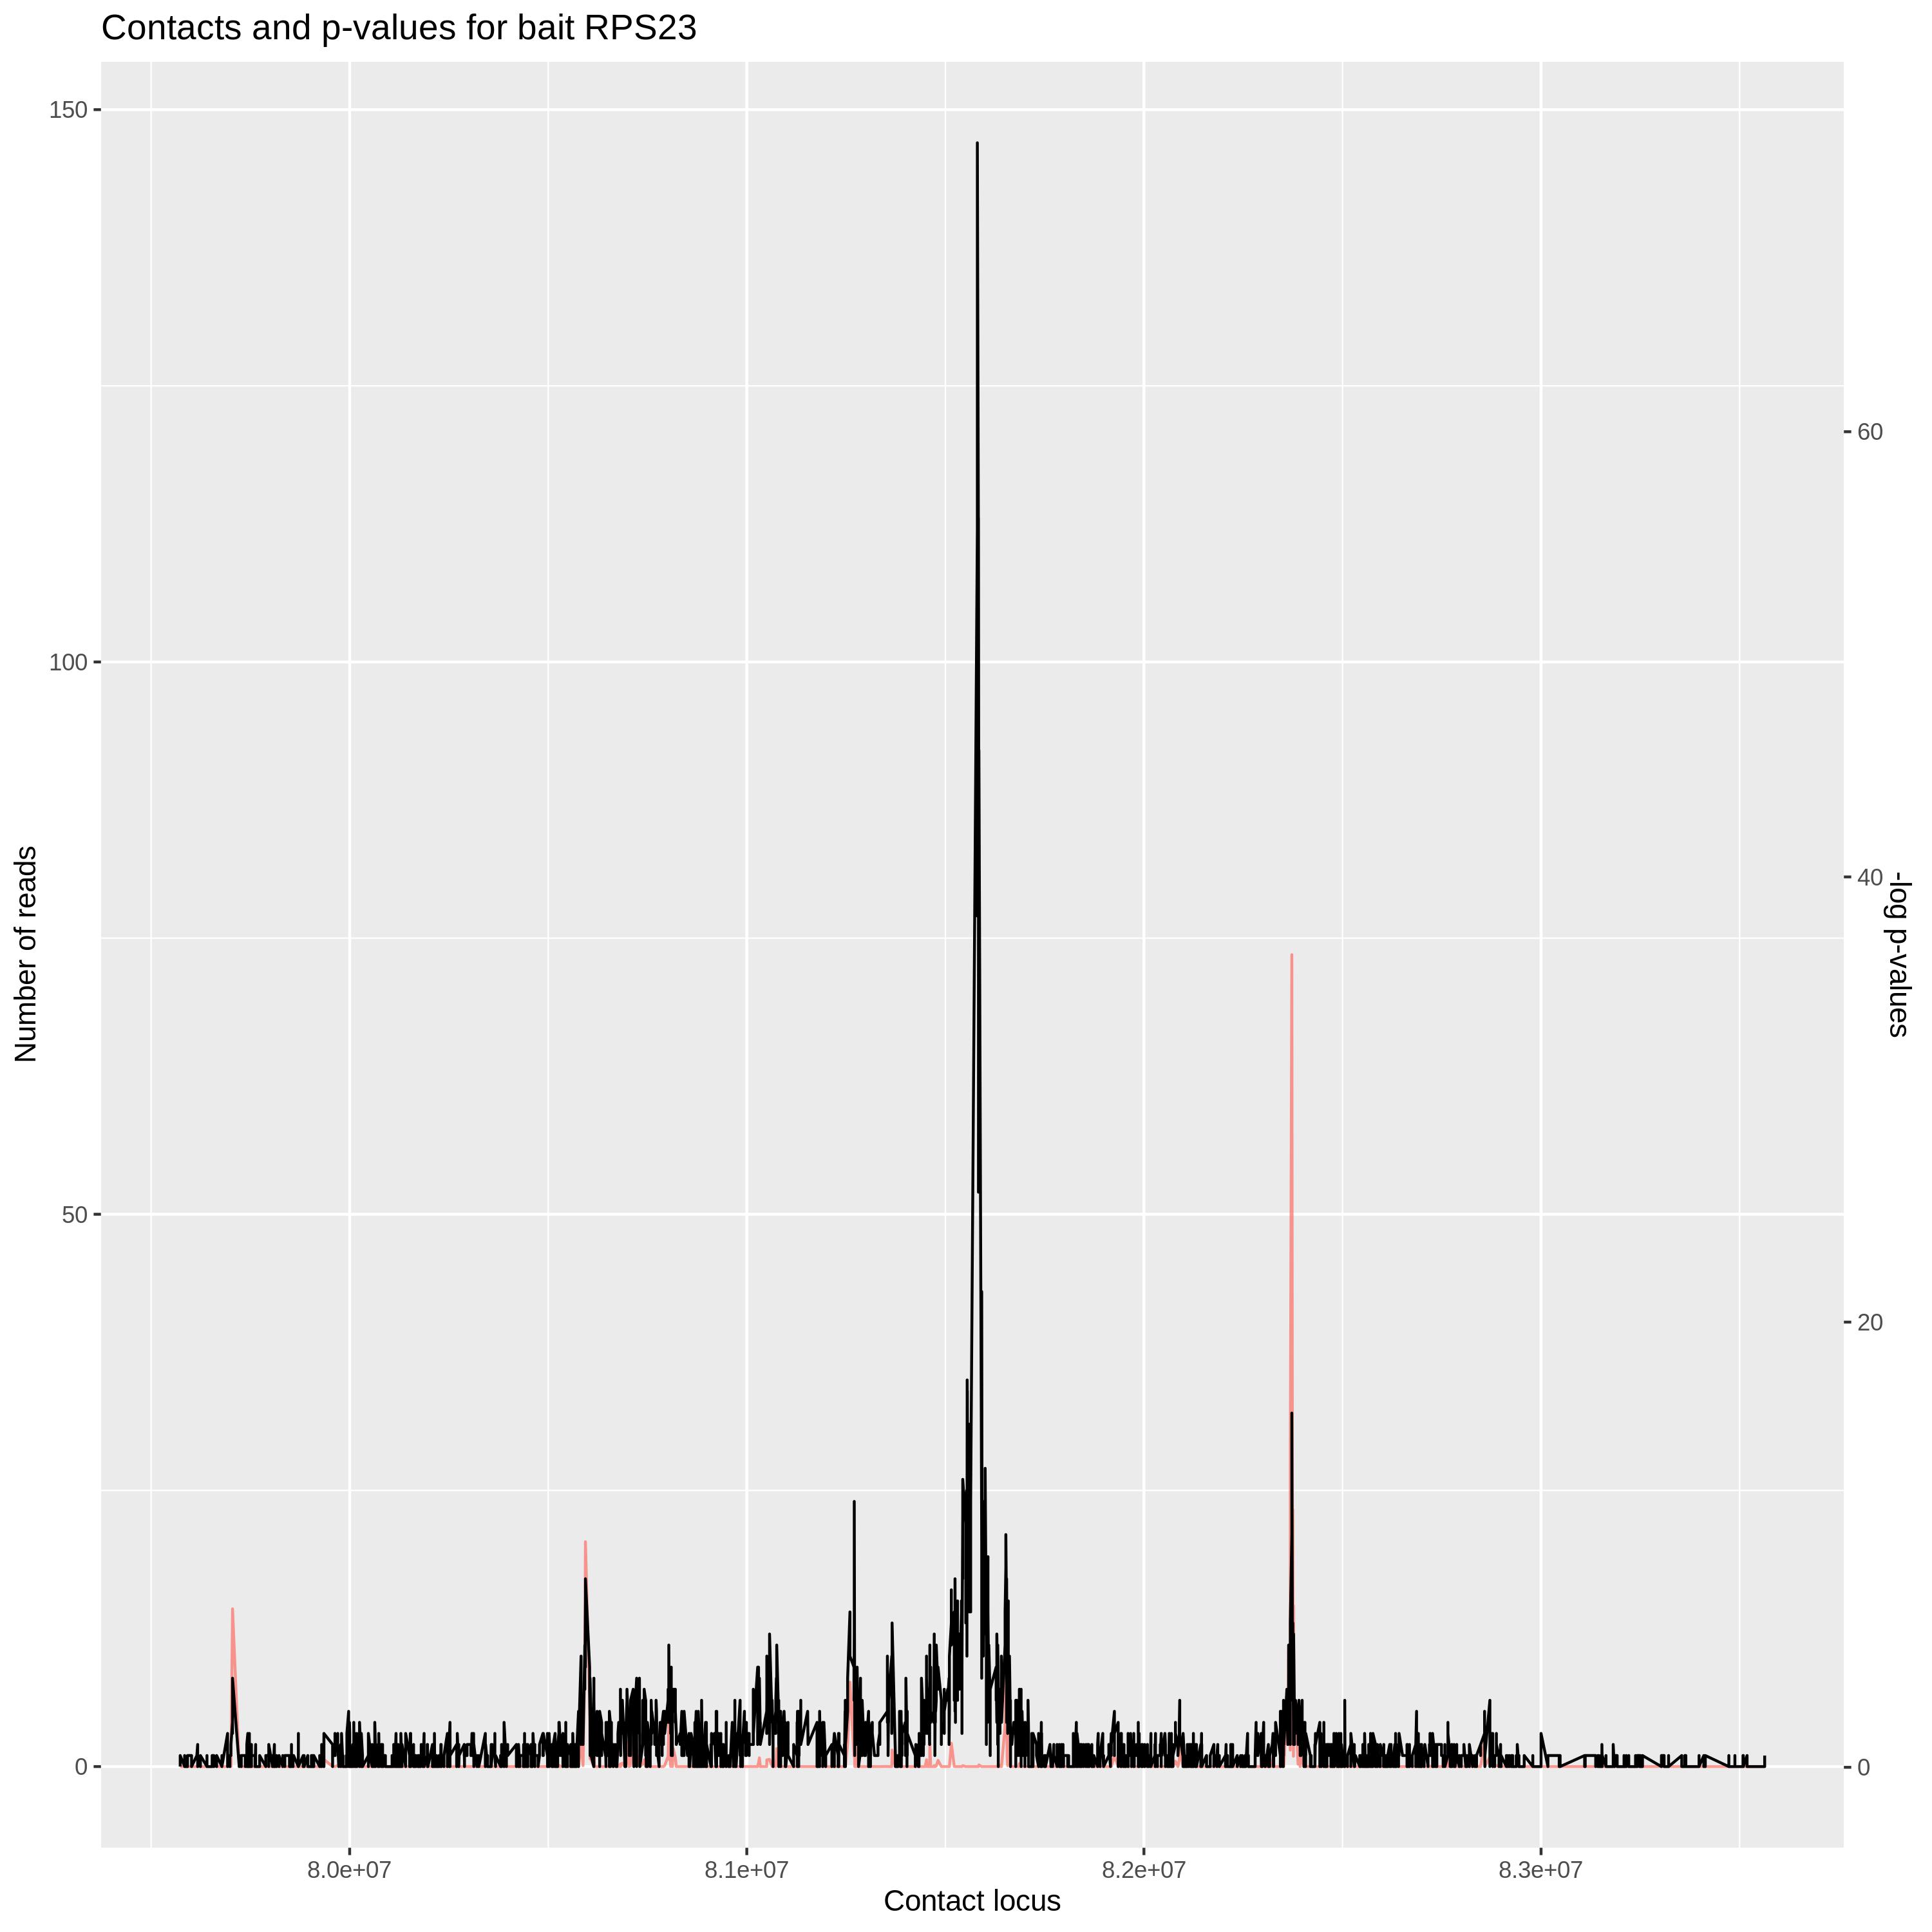 Contacts and p-values for bait RPS23
150
100
50
0
Number of reads
60
40
20
0
-log p-values
8.0e+07 8.1e+07 8.2e+07 8.3e+07
Contact locus